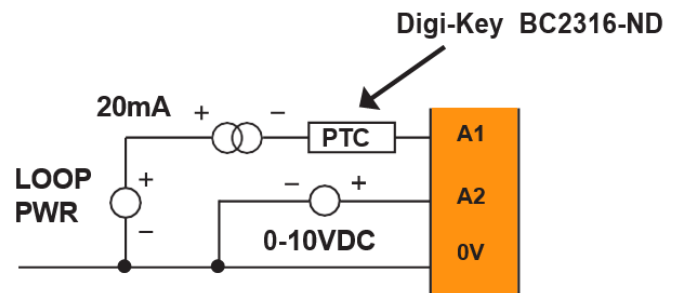 Digi-Key  BC2316-ND
20mA
+
−
PTC
A1
LOOP
PWR
+
−
−
+
A2
0-10VDC
0V